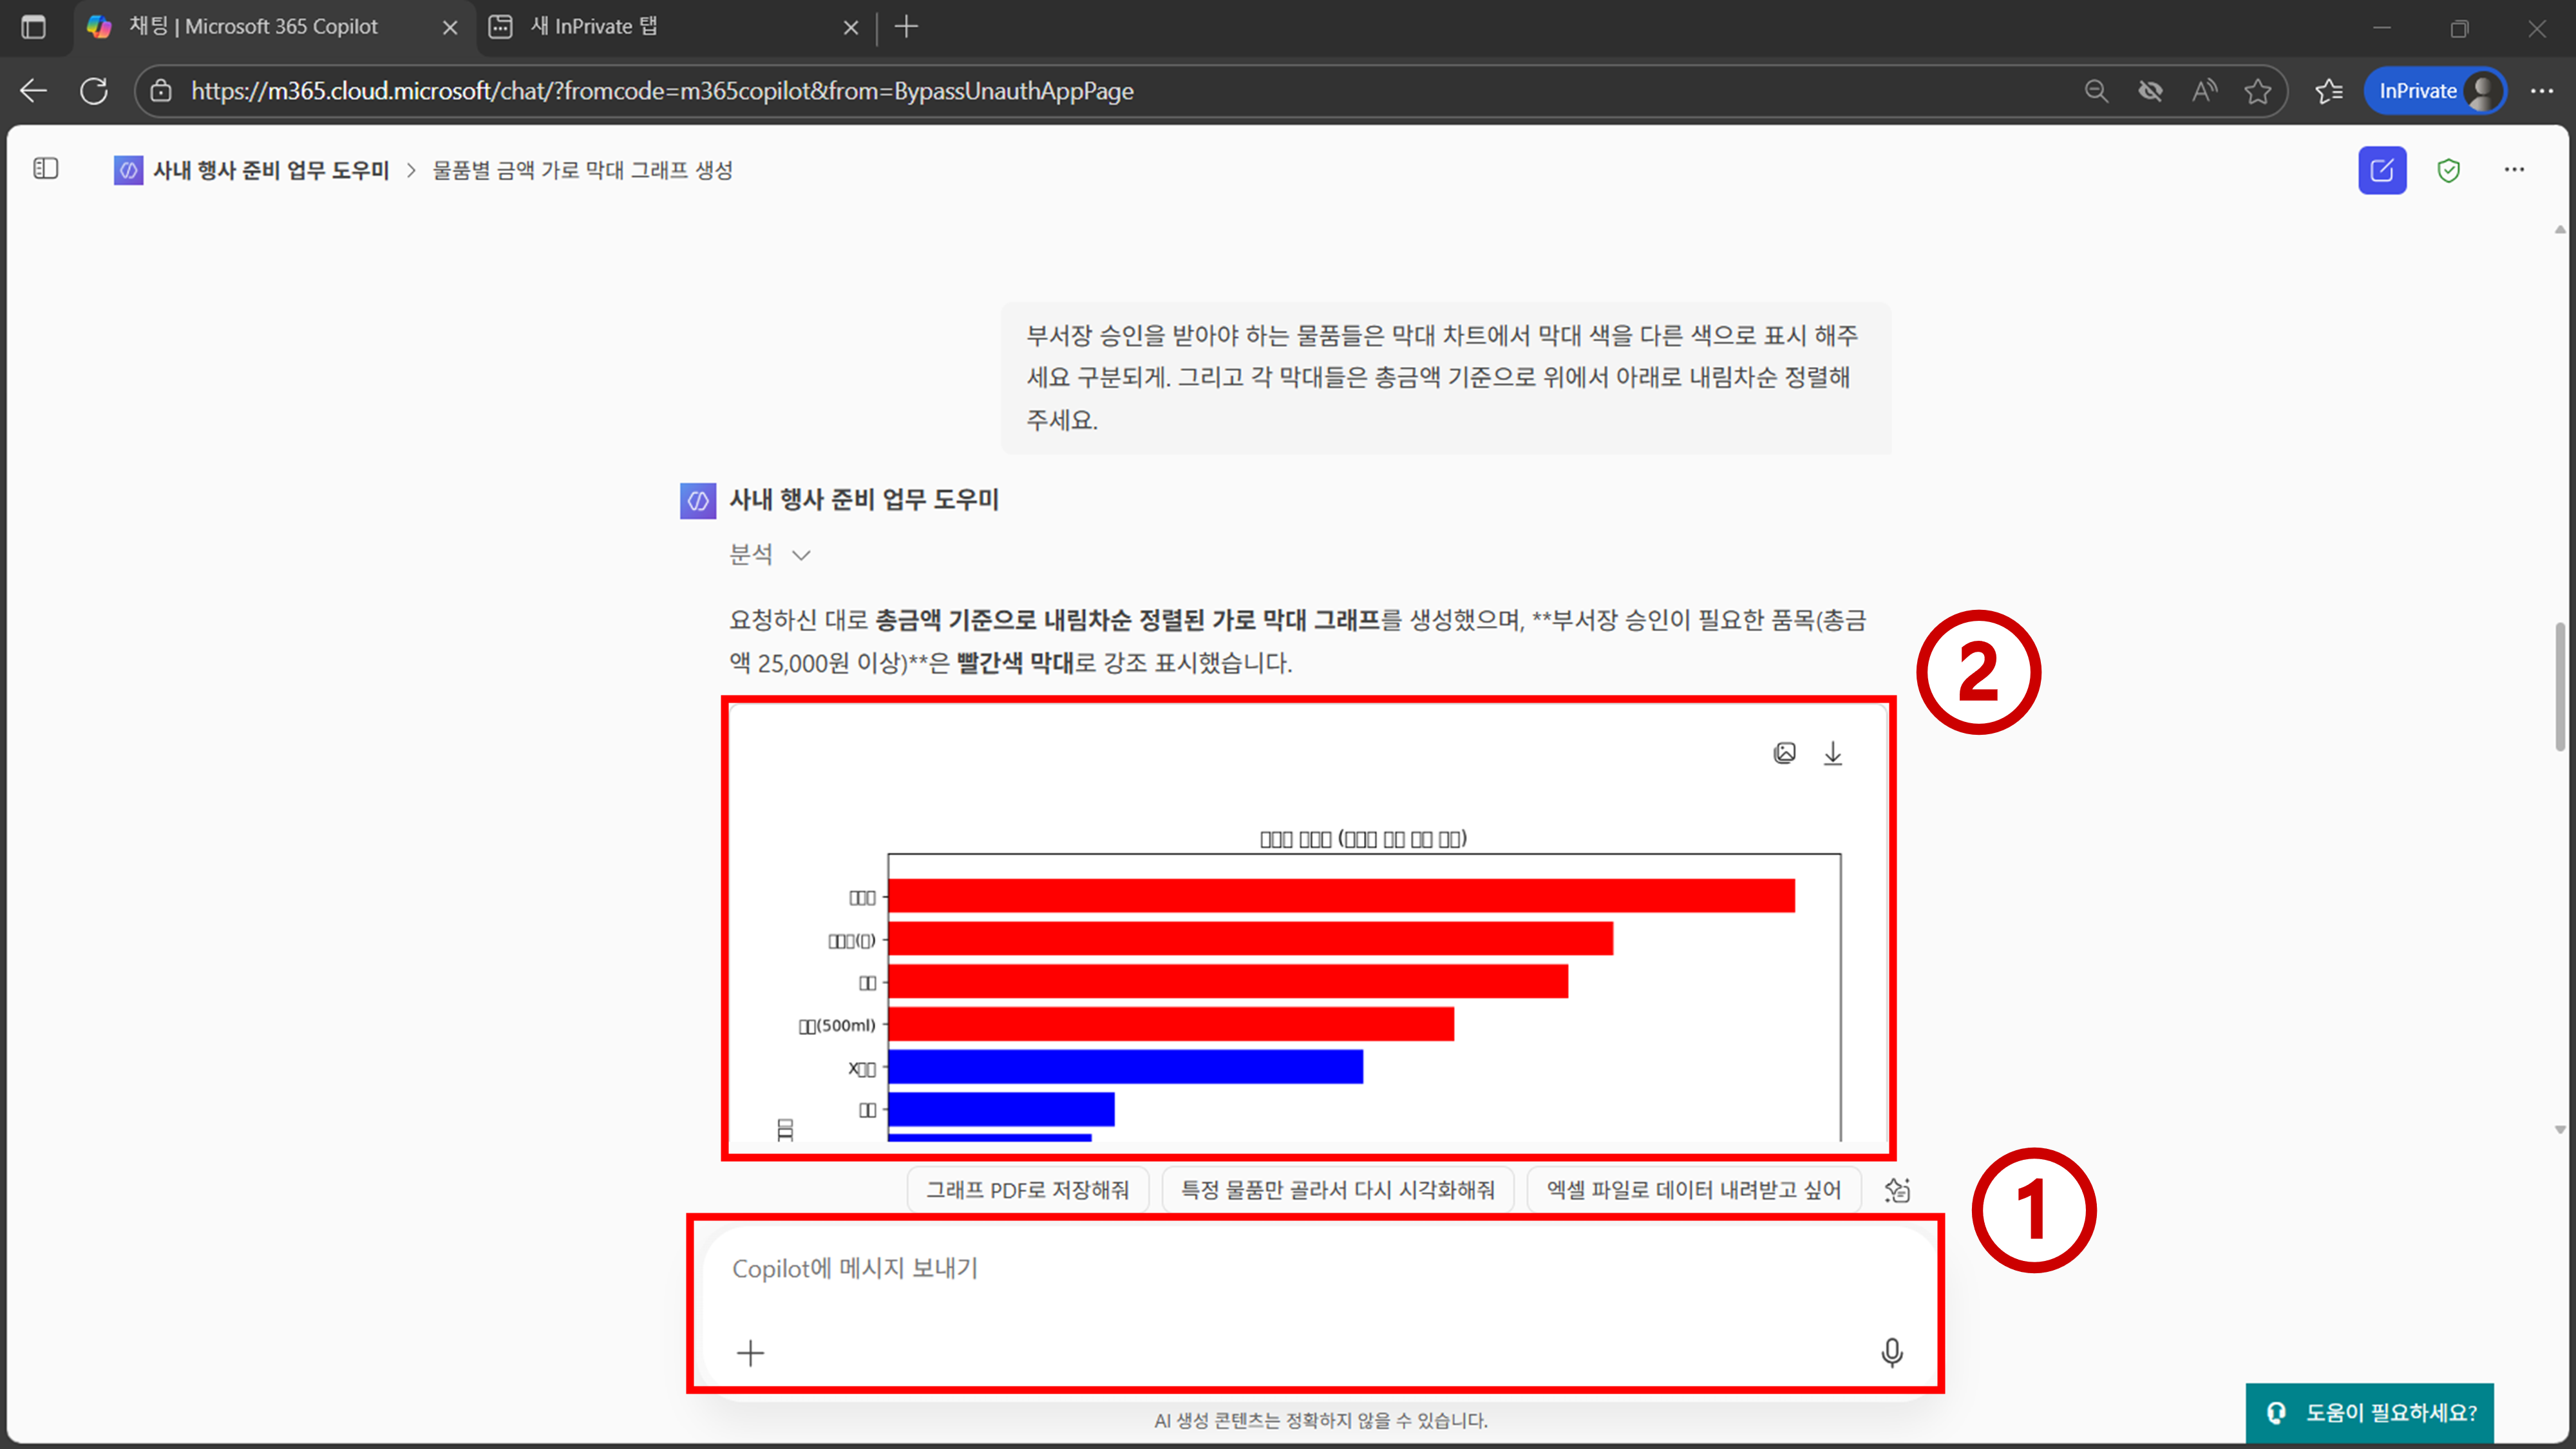 채팅 | Microsoft 365 Copilot
새 InPrivate 탭
https://m365.cloud.microsoft/chat/?fromcode=m365copilot&from=BypassUnauthAppPage
InPrivate
사내 행사 준비 업무 도우미 > 물품별 금액 가로 막대 그래프 생성
부서장 승인을 받아야 하는 물품들은 막대 차트에서 막대 색을 다른 색으로 표시 해주
세요 구분되게. 그리고 각 막대들은 총금액 기준으로 위에서 아래로 내림차순 정렬해
주세요.
사내 행사 준비 업무 도우미
분석
요청하신 대로 총금액 기준으로 내림차순 정렬된 가로 막대 그래프를 생성했으며, **부서장 승인이 필요한 품목(총금
액 25,000원 이상)**은 빨간색 막대로 강조 표시했습니다.
2
□□□ □□□ (□□□ □□ □□ □□)
□□□
□□□(□)
□□
□□(500ml)
X□□
□□
그래프 PDF로 저장해줘
특정 물품만 골라서 다시 시각화해줘
엑셀 파일로 데이터 내려받고 싶어
1
Copilot에 메시지 보내기
AI 생성 콘텐츠는 정확하지 않을 수 있습니다.
도움이 필요하세요?